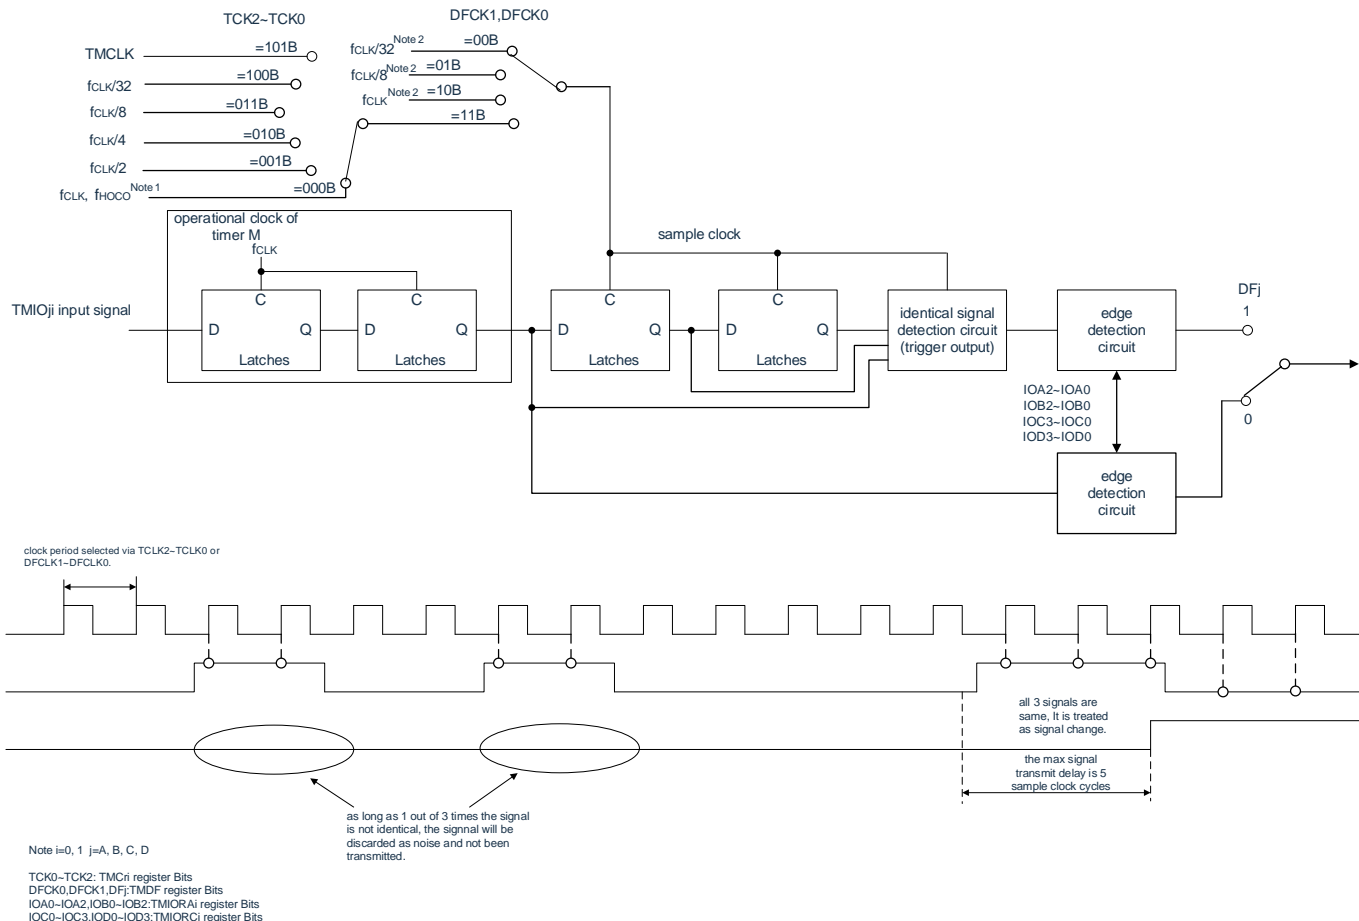 TCK2~TCK0
DFCK1,DFCK0
TMCLK
=101B
fCLK/32
=100B
fCLK/8
=011B
fCLK/4
=010B
fCLK/2
=001B
fCLK, fHOCO Note 1
=000B
fCLK/32 Note 2
=00B
fCLK/8 Note 2
=01B
fCLK Note 2
=10B
=11B
operational clock of
timer M
fCLK
sample clock
TMIOji input signal
C
D
Q
Latches
C
D
Q
Latches
C
D
Q
Latches
C
D
Q
Latches
identical signal
detection circuit
(trigger output)
edge
detection
circuit
DFj
1
0
IOA2~IOA0
IOB2~IOB0
IOC3~IOC0
IOD3~IOD0
edge
detection
circuit
clock period selected via TCLK2~TCLK0 or
DFCLK1~DFCLK0.
all 3 signals are
same, It is treated
as signal change.
the max signal
transmit delay is 5
sample clock cycles
as long as 1 out of 3 times the signal
is not identical, the signnal will be
discarded as noise and not been
transmitted.
Note i=0, 1 j=A, B, C, D
TCK0~TCK2: TMCri register Bits
DFCK0,DFCK1,DFj:TMDF register Bits
IOA0~IOA2,IOB0~IOB2:TMIORAi register Bits
IOC0~IOC3.IOD0~IOD3:TMIORCi register Bits